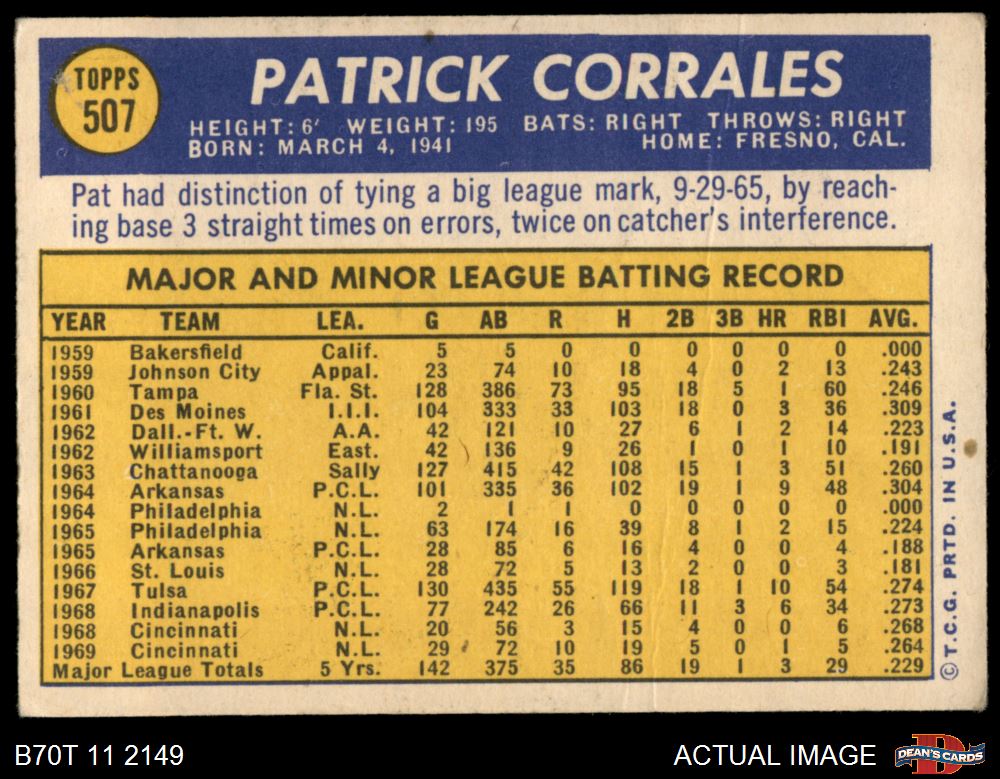 TOPPS
507
PATRICK CORRALES
HEIGHT: 6' WEIGHT: 195 BATS: RIGHT THROWS: RIGHT
BORN: MARCH 4, 1941 HOME: FRESNO, CAL.
Pat had distinction of tying a big league mark, 9-29-65, by reach-
ing base 3 straight times on errors, twice on catcher's interference.
MAJOR AND MINOR LEAGUE BATTING RECORD
YEAR TEAM LEA. G AB R H 2B 3B HR RBI AVG.
1959 Bakersfield Calif. 5 5 0 0 0 0 0 0 .000
1959 Johnson City Appal. 23 74 10 18 4 0 2 13 .243
1960 Tampa Fla. St. 128 386 73 95 18 5 1 60 .246
1961 Des Moines I.I.I. 104 333 33 103 18 0 3 36 .309
1962 Dall.-Ft. W. A.A. 42 121 10 27 6 1 2 14 .223
1962 Williamsport East. 42 136 9 26 1 0 1 10 .191
1963 Chattanooga Sally 127 415 42 108 15 1 3 51 .260
1964 Arkansas P.C.L. 101 335 36 102 19 1 9 48 .304
1964 Philadelphia N.L. 2 1 1 0 0 0 0 0 .000
1965 Philadelphia N.L. 63 174 16 39 8 1 2 15 .224
1965 Arkansas P.C.L. 28 85 6 16 4 0 0 4 .188
1966 St. Louis N.L. 28 72 5 13 2 0 0 3 .181
1967 Tulsa P.C.L. 130 435 55 119 18 1 10 54 .274
1968 Indianapolis P.C.L. 77 242 26 66 11 3 6 34 .273
1968 Cincinnati N.L. 20 56 3 15 4 0 0 6 .268
1969 Cincinnati N.L. 29 72 10 19 5 0 1 5 .264
Major League Totals 5 Yrs. 142 375 35 86 19 1 3 29 .229
©T.C.G. PRTD. IN U.S.A.
B70T 11 2149
ACTUAL IMAGE
D
DEAN'S CARDS